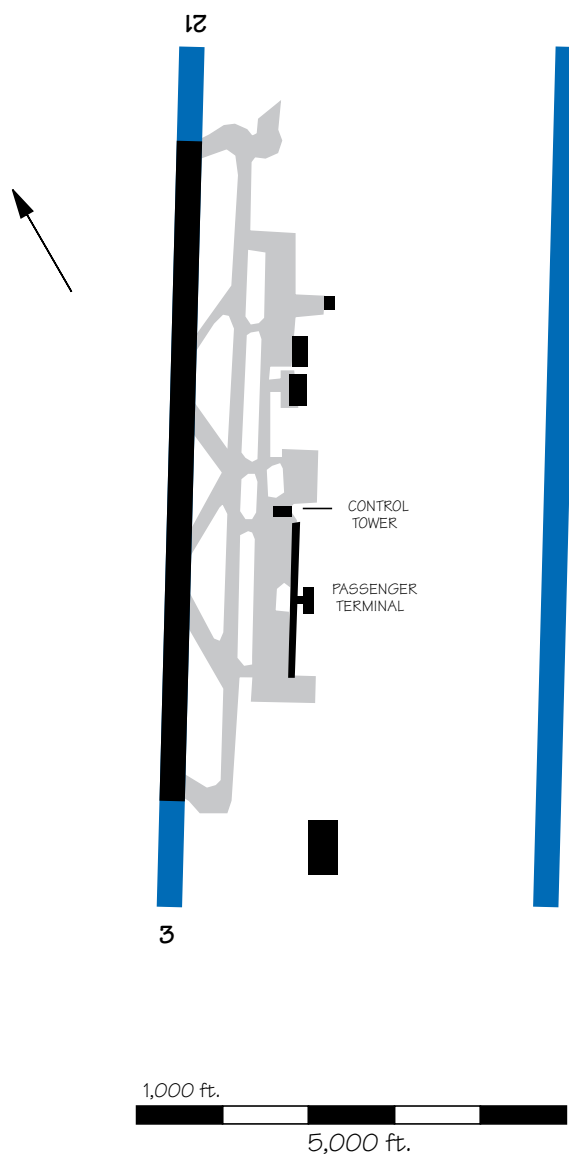 21
CONTROL
TOWER
PASSENGER
TERMINAL
3
1,000 ft.
5,000 ft.